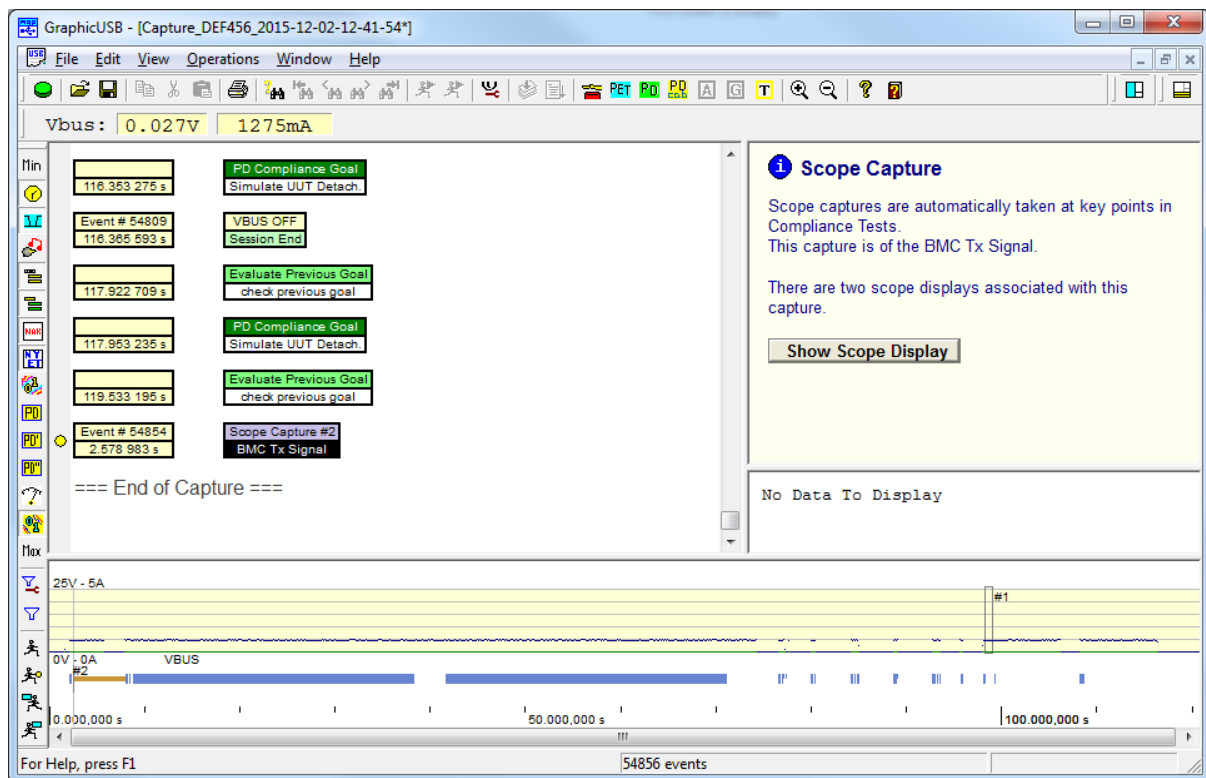 GraphicUSB - [Capture_DEF456_2015-12-02-12-41-54*]
File Edit View Operations Window Help
PET PD A G T
Vbus: 0.027V 1275mA
Min
NAK
NYET
PD
PD'
PD"
Max
PD Compliance Goal
116.353 275 s Simulate UUT Detach.
Event # 54809 VBUS OFF
116.365 593 s Session End
Evaluate Previous Goal
117.922 709 s check previous goal
PD Compliance Goal
117.953 235 s Simulate UUT Detach.
Evaluate Previous Goal
119.533 195 s check previous goal
Event # 54854 Scope Capture #2
2.578 983 s BMC Tx Signal
=== End of Capture ===
Scope Capture
Scope captures are automatically taken at key points in
Compliance Tests.
This capture is of the BMC Tx Signal.
There are two scope displays associated with this
capture.
Show Scope Display
No Data To Display
25V - 5A
#1
0V - 0A VBUS
#2
0.000,000 s 50.000,000 s 100.000,000 s
For Help, press F1 54856 events